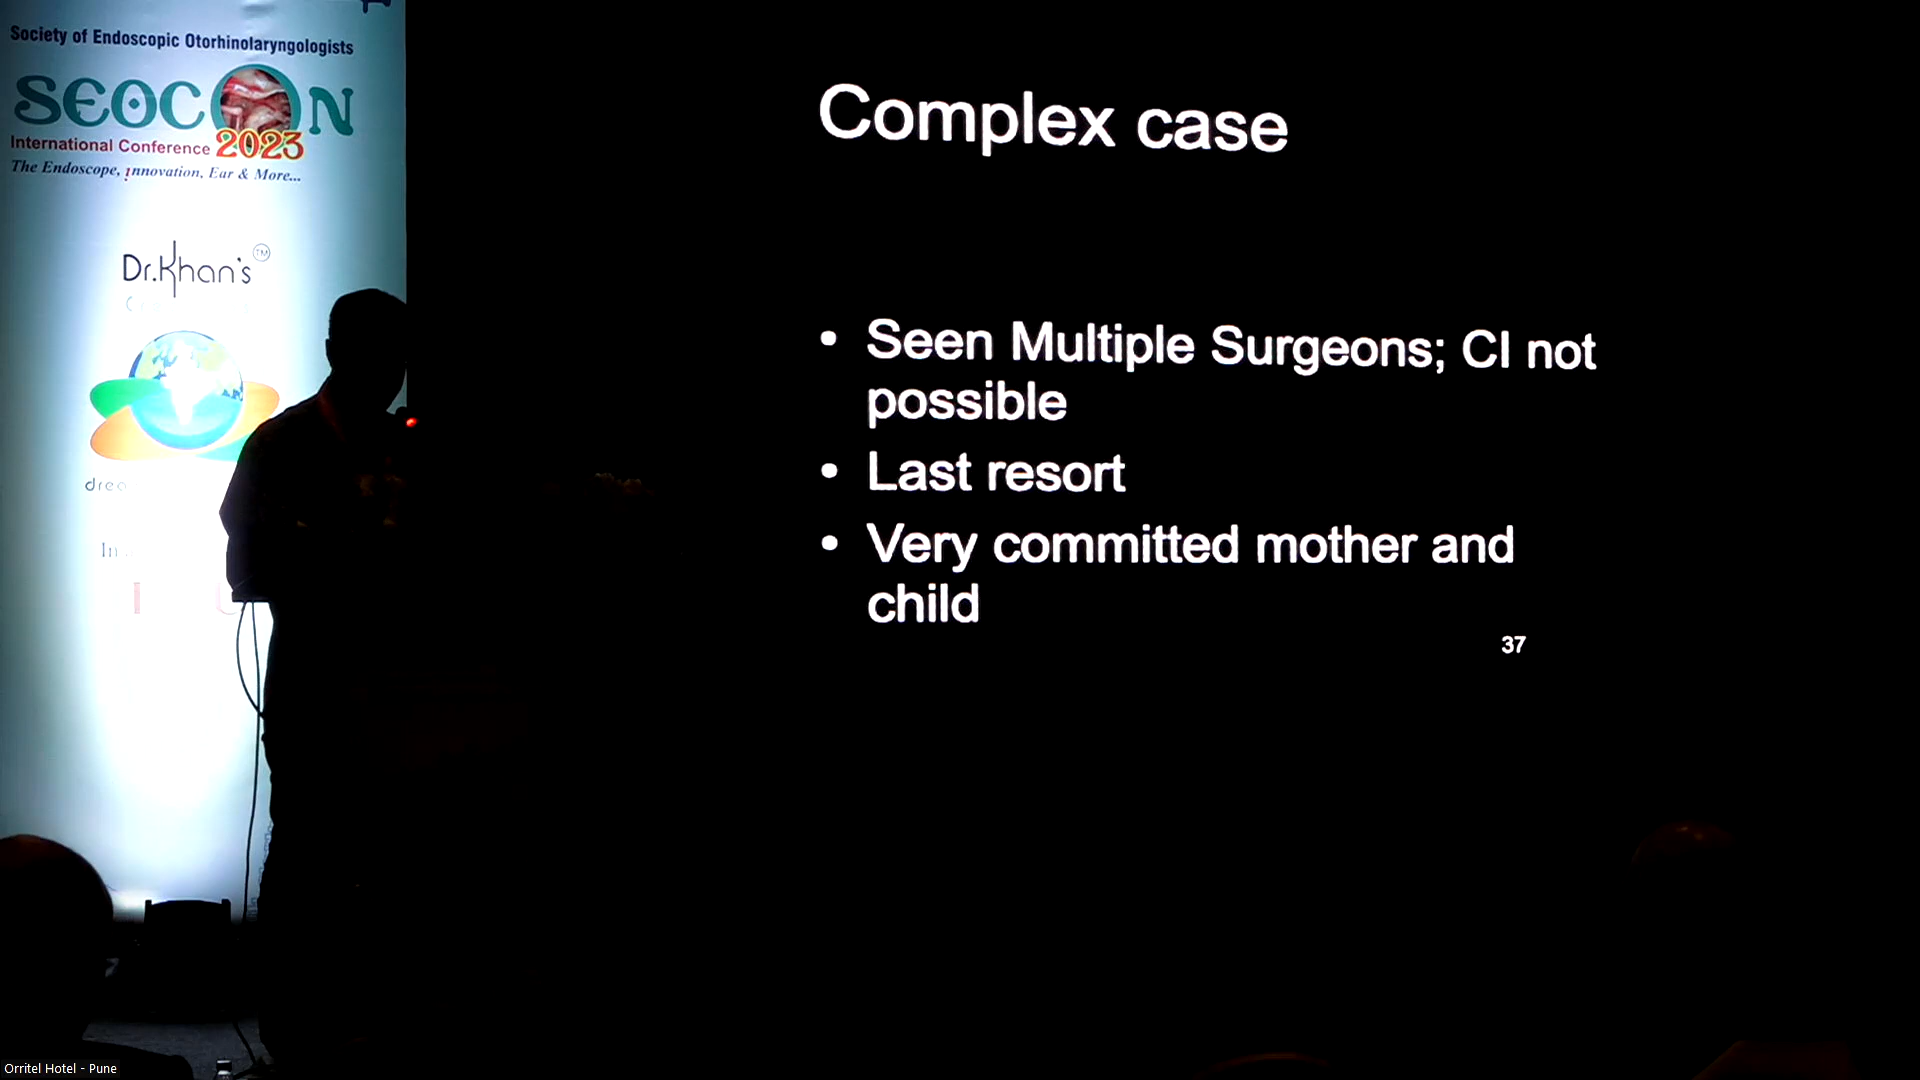 Society of Endoscopic Otorhinolaryngologists
SEOCON
International Conference 2023
The Endoscope, innovation, Ear & More...
Dr.Khan's TM
Complex case
• Seen Multiple Surgeons; CI not
possible
• Last resort
• Very committed mother and
child
37
Orritel Hotel - Pune